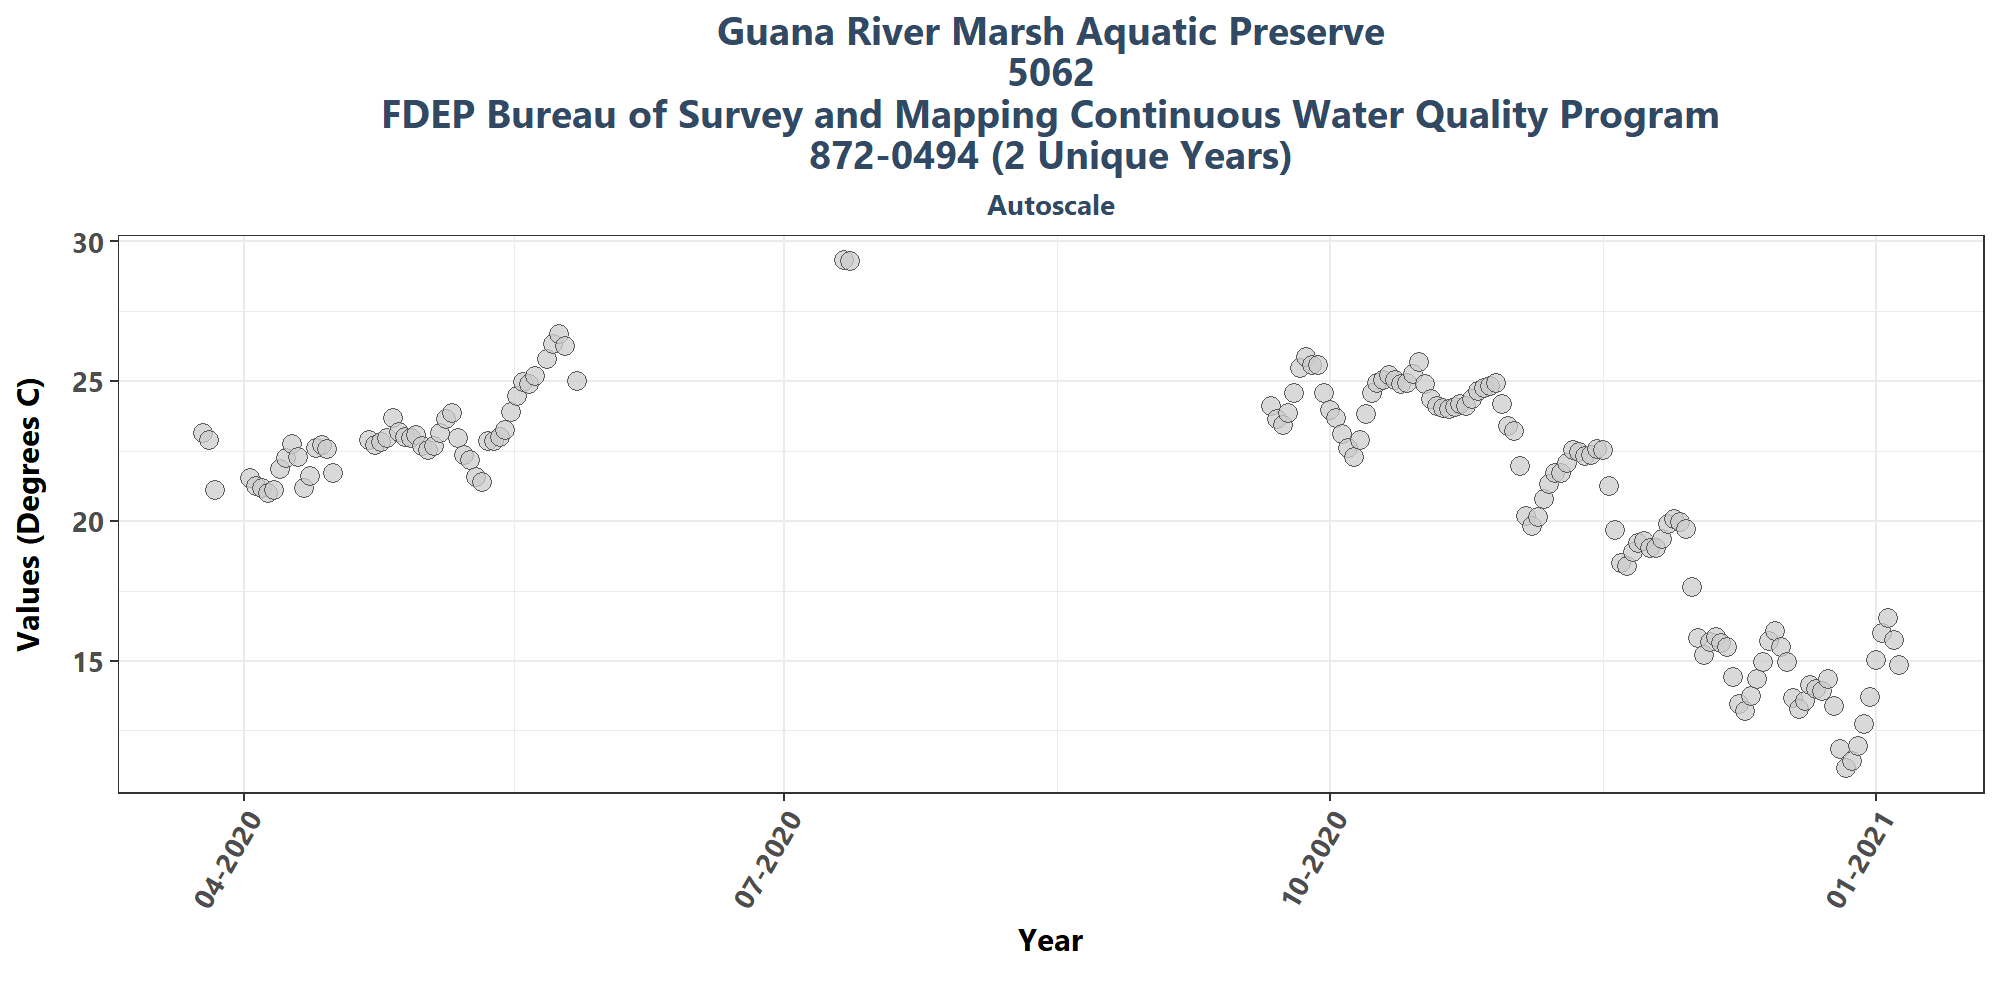 Guana River Marsh Aquatic Preserve
5062
FDEP Bureau of Survey and Mapping Continuous Water Quality Program
872-0494 (2 Unique Years)
Autoscale
Values (Degrees C)
30
25
20
15
04-2020
07-2020
10-2020
01-2021
Year